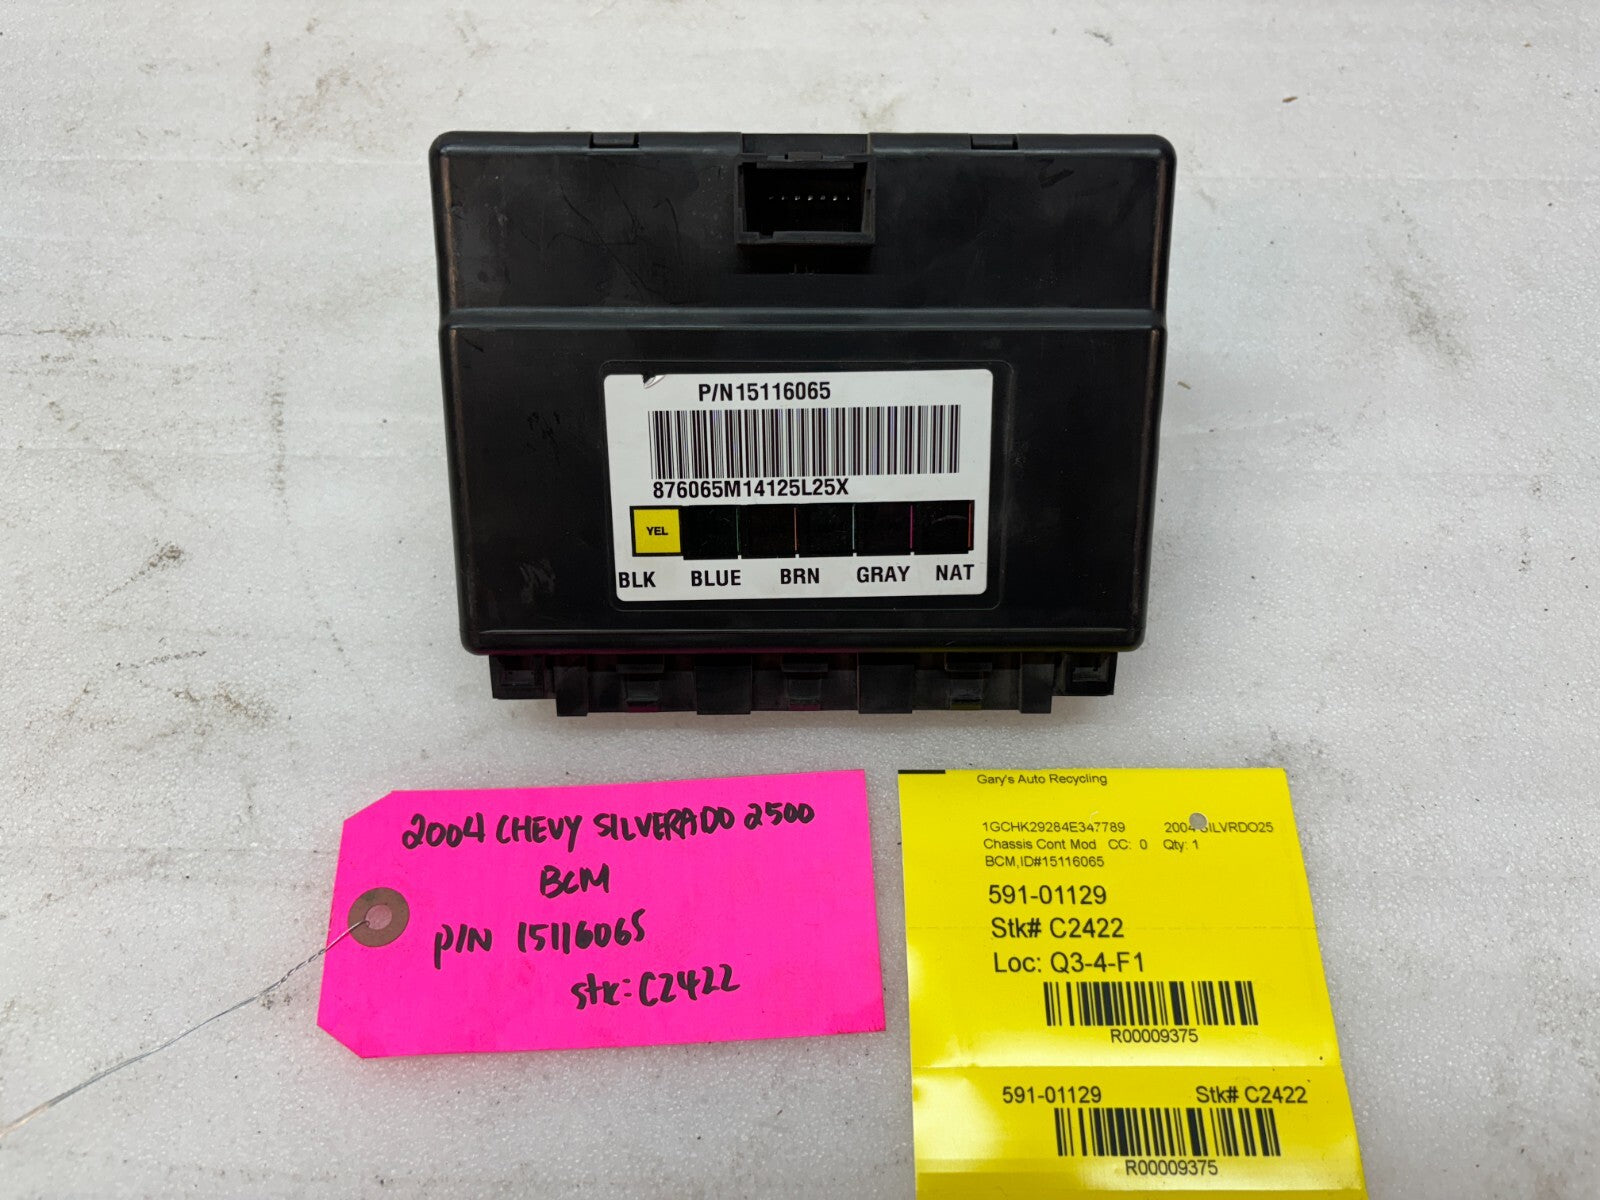 P/N15116065
876065M14125L25X
YEL
BLK BLUE BRN GRAY NAT
2004 CHEVY SILVERADO 2500
BCM
P/N 15116065
stk: C2422
Gary's Auto Recycling
1GCHK29284E347789 2004 SILVRDO25
Chassis Cont Mod CC: 0 Qty: 1
BCM,ID#15116065
591-01129
Stk# C2422
Loc: Q3-4-F1
R00009375
591-01129 Stk# C2422
R00009375